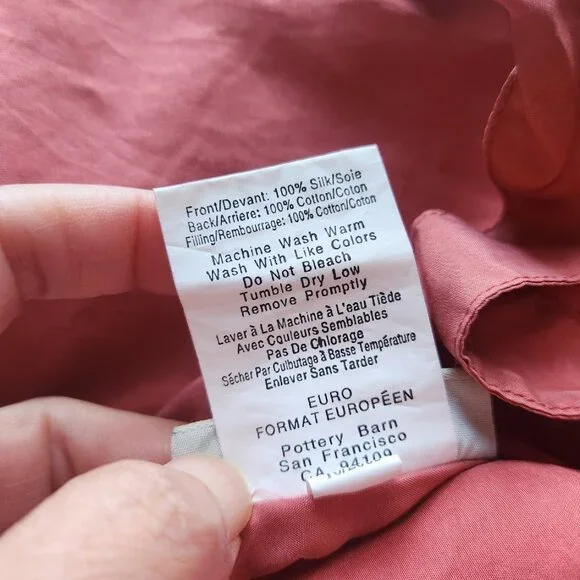 Front/Devant: 100% Silk/Soie
Back/Arriere: 100% Cotton/Coton
Filling/Rembourrage: 100% Cotton/Coton
Machine Wash Warm
Wash With Like Colors
Do Not Bleach
Tumble Dry Low
Remove Promptly
Laver à La Machine à L'eau Tiède
Avec Couleurs Semblables
Pas De Chlorage
Sécher Par Culbutage à Basse Température
Enlever Sans Tarder
EURO
FORMAT EUROPÉEN
Pottery Barn
San Francisco
CA, 94109